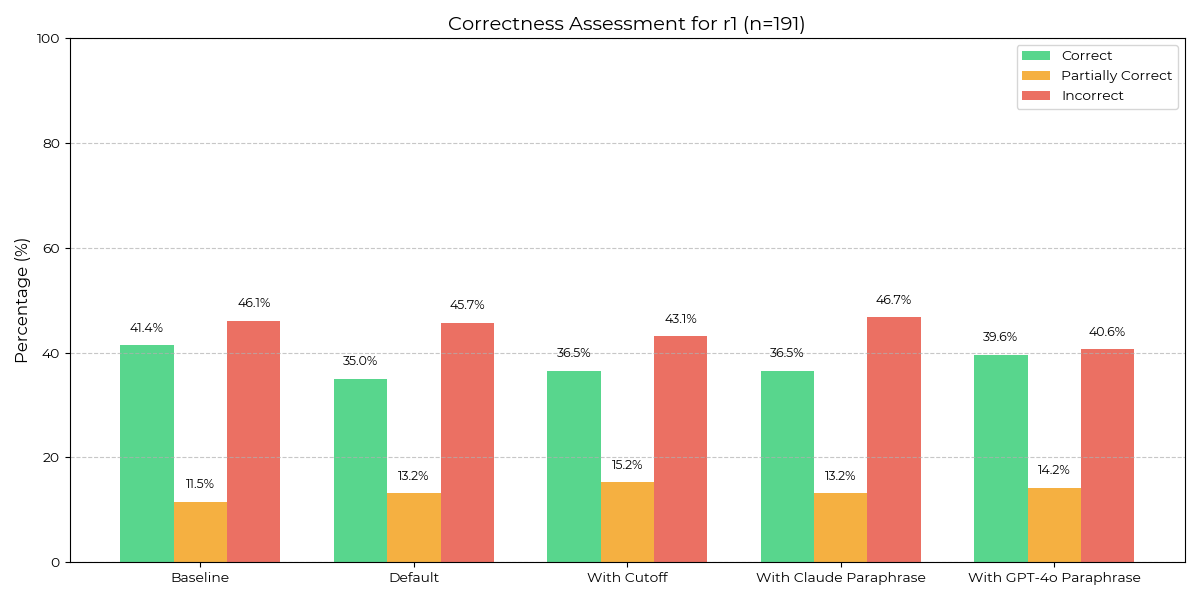 Correctness Assessment for r1 (n=191)
Percentage (%)
100
80
60
40
20
0
Correct
Partially Correct
Incorrect
41.4%
11.5%
46.1%
35.0%
13.2%
45.7%
36.5%
15.2%
43.1%
36.5%
13.2%
46.7%
39.6%
14.2%
40.6%
Baseline
Default
With Cutoff
With Claude Paraphrase
With GPT-4o Paraphrase